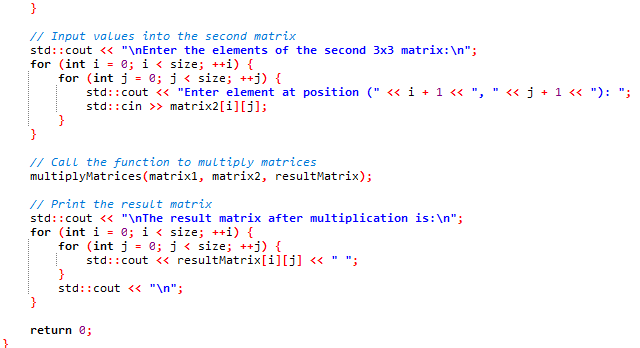 }

    // Input values into the second matrix
    std::cout << "\nEnter the elements of the second 3x3 matrix:\n";
    for (int i = 0; i < size; ++i) {
        for (int j = 0; j < size; ++j) {
            std::cout << "Enter element at position (" << i + 1 << ", " << j + 1 << "): ";
            std::cin >> matrix2[i][j];
        }
    }

    // Call the function to multiply matrices
    multiplyMatrices(matrix1, matrix2, resultMatrix);

    // Print the result matrix
    std::cout << "\nThe result matrix after multiplication is:\n";
    for (int i = 0; i < size; ++i) {
        for (int j = 0; j < size; ++j) {
            std::cout << resultMatrix[i][j] << " ";
        }
        std::cout << "\n";
    }

    return 0;
}